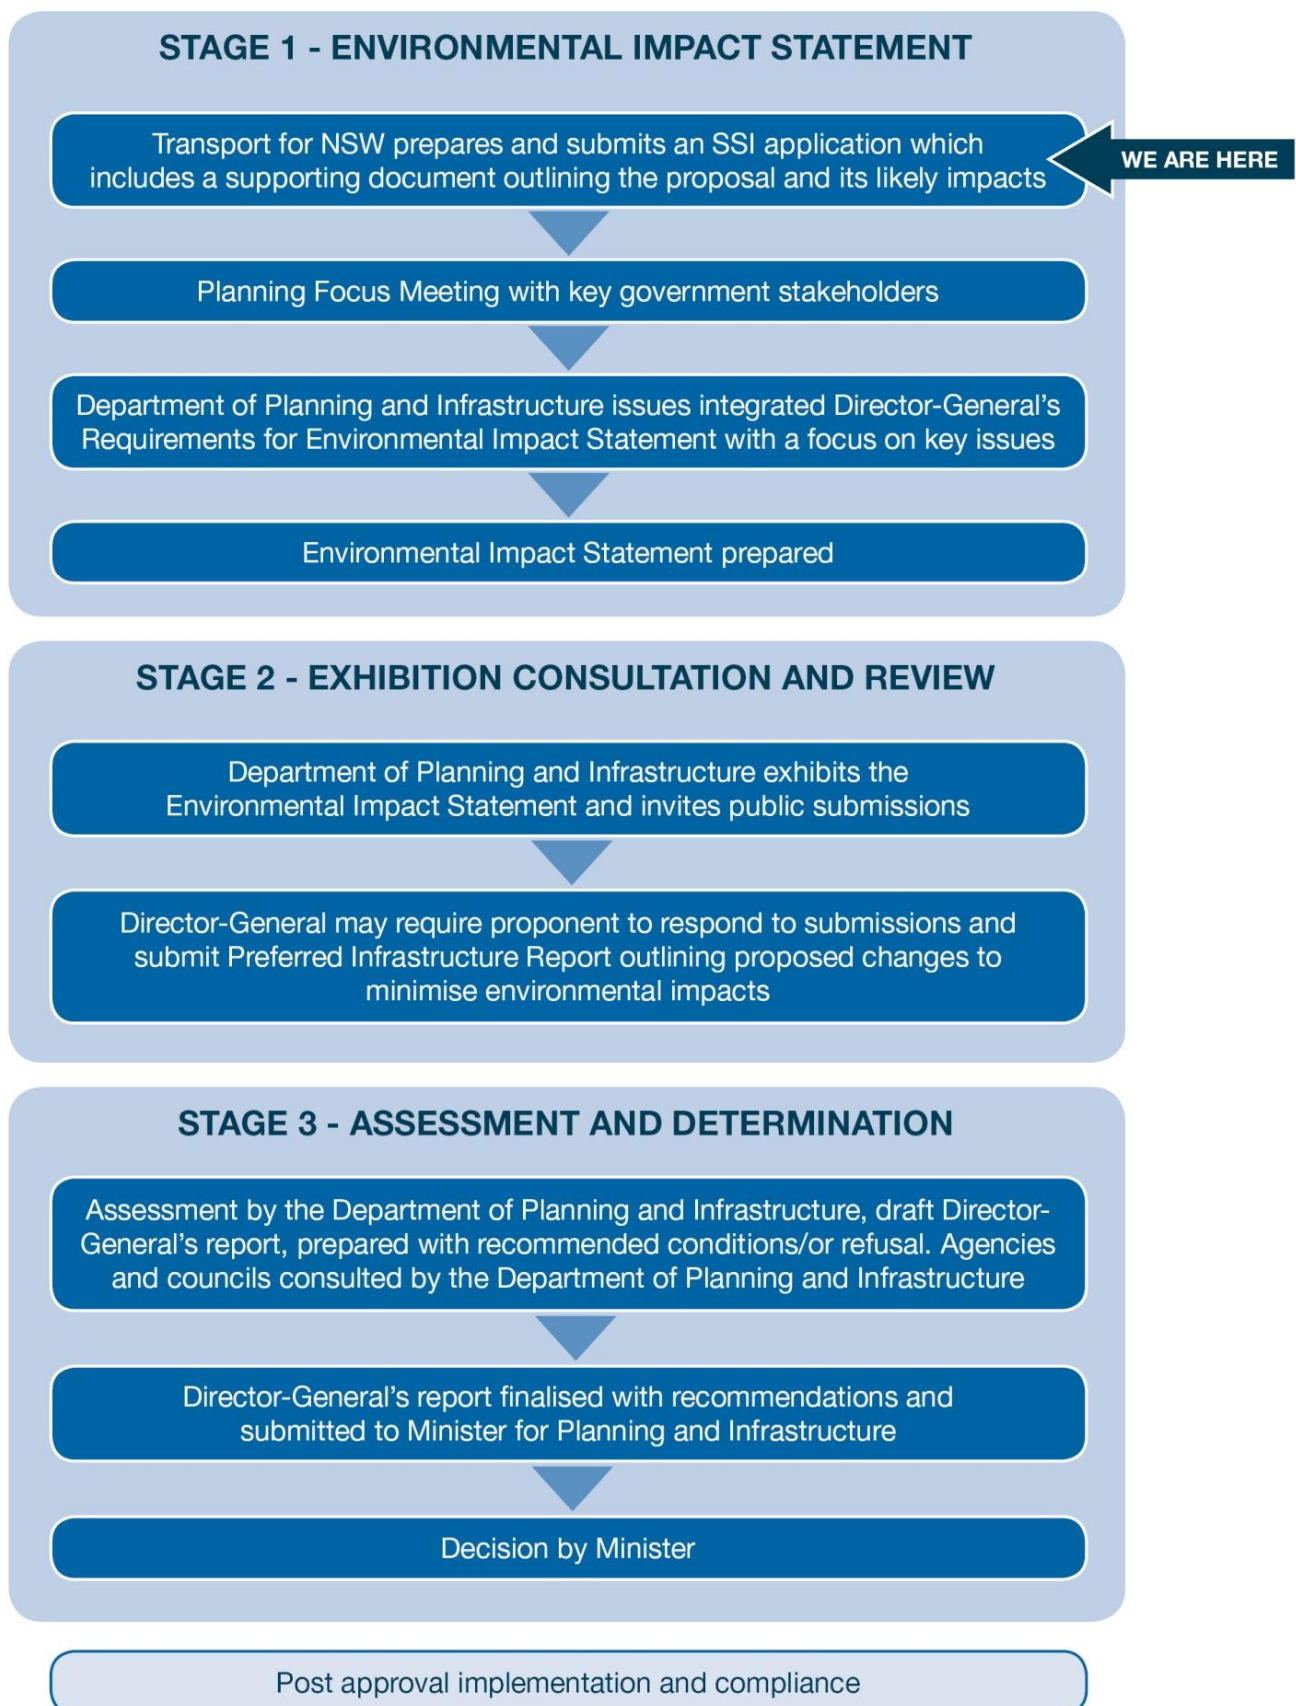 STAGE 1 - ENVIRONMENTAL IMPACT STATEMENT
Transport for NSW prepares and submits an SSI application which
includes a supporting document outlining the proposal and its likely impacts
WE ARE HERE
Planning Focus Meeting with key government stakeholders
Department of Planning and Infrastructure issues integrated Director-General's
Requirements for Environmental Impact Statement with a focus on key issues
Environmental Impact Statement prepared
STAGE 2 - EXHIBITION CONSULTATION AND REVIEW
Department of Planning and Infrastructure exhibits the
Environmental Impact Statement and invites public submissions
Director-General may require proponent to respond to submissions and
submit Preferred Infrastructure Report outlining proposed changes to
minimise environmental impacts
STAGE 3 - ASSESSMENT AND DETERMINATION
Assessment by the Department of Planning and Infrastructure, draft Director-
General's report, prepared with recommended conditions/or refusal. Agencies
and councils consulted by the Department of Planning and Infrastructure
Director-General's report finalised with recommendations and
submitted to Minister for Planning and Infrastructure
Decision by Minister
Post approval implementation and compliance